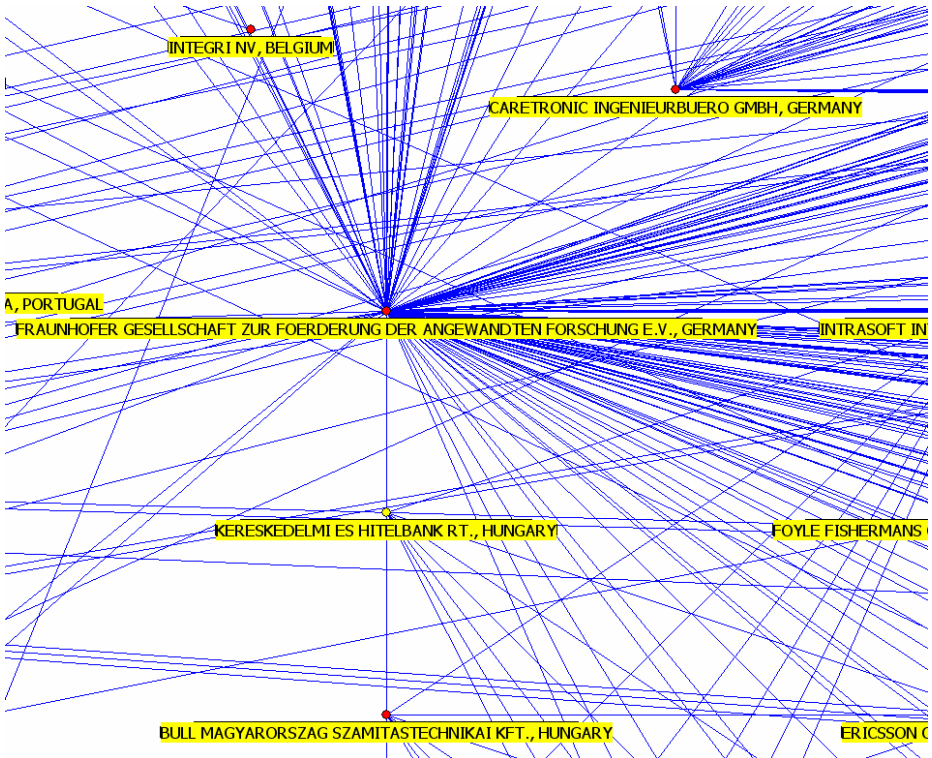 INTEGRI NV, BELGIUM
CARETRONIC INGENIEURBUERO GMBH, GERMANY
A, PORTUGAL
FRAUNHOFER GESELLSCHAFT ZUR FOERDERUNG DER ANGEWANDTEN FORSCHUNG E.V., GERMANY
INTRASOFT INT
KERESKEDELMI ES HITELBANK RT., HUNGARY
FOYLE FISHERMANS
BULL MAGYARORSZAG SZAMITASTECHNIKAI KFT., HUNGARY
ERICSSON